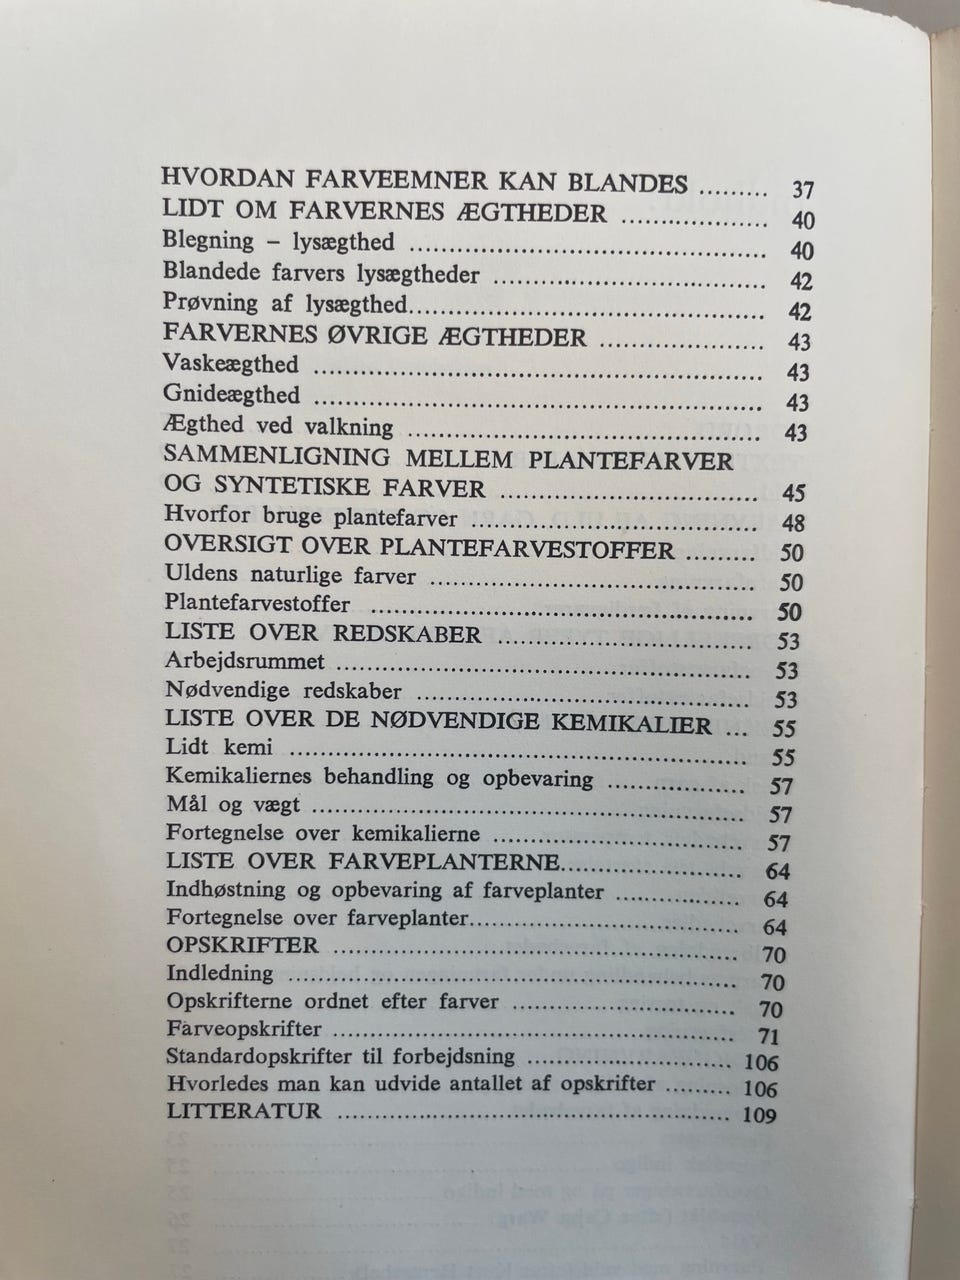 HVORDAN FARVEEMNER KAN BLANDES ......... 37
LIDT OM FARVERNES ÆGTHEDER ................... 40
Blegning – lysægthed .............................................. 40
Blandede farvers lysægtheder ................................... 42
Prøvning af lysægthed.............................................. 42
FARVERNES ØVRIGE ÆGTHEDER ..................... 43
Vaskeægthed .......................................................... 43
Gnideægthed .......................................................... 43
Ægthed ved valkning .............................................. 43
SAMMENLIGNING MELLEM PLANTEFARVER
OG SYNTETISKE FARVER ................................. 45
Hvorfor bruge plantefarver ..................................... 48
OVERSIGT OVER PLANTEFARVESTOFFER ......... 50
Uldens naturlige farver .......................................... 50
Plantefarvestoffer .................................................. 50
LISTE OVER REDSKABER ................................. 53
Arbejdsrummet ..................................................... 53
Nødvendige redskaber ........................................... 53
LISTE OVER DE NØDVENDIGE KEMIKALIER ... 55
Lidt kemi ............................................................. 55
Kemikaliernes behandling og opbevaring .................. 57
Mål og vægt ......................................................... 57
Fortegnelse over kemikalierne ................................. 57
LISTE OVER FARVEPLANTERNE........................ 64
Indhøstning og opbevaring af farveplanter ................ 64
Fortegnelse over farveplanter................................... 64
OPSKRIFTER ...................................................... 70
Indledning ............................................................ 70
Opskrifterne ordnet efter farver .............................. 70
Farveopskrifter ..................................................... 71
Standardopskrifter til forbejdsning .......................... 106
Hvorledes man kan udvide antallet af opskrifter ......... 106
LITTERATUR ...................................................... 109